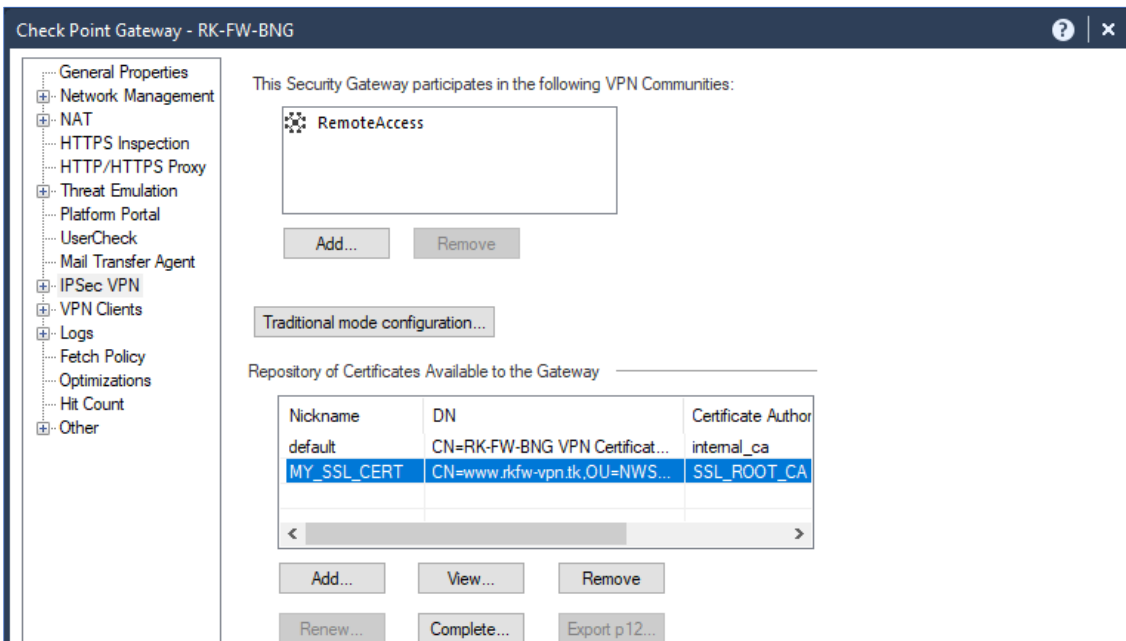 Check Point Gateway - RK-FW-BNG
General Properties
Network Management
NAT
HTTPS Inspection
HTTP/HTTPS Proxy
Threat Emulation
Platform Portal
UserCheck
Mail Transfer Agent
IPSec VPN
VPN Clients
Logs
Fetch Policy
Optimizations
Hit Count
Other
This Security Gateway participates in the following VPN Communities:
RemoteAccess
Add... Remove
Traditional mode configuration...
Repository of Certificates Available to the Gateway
Nickname DN Certificate Author
default CN=RK-FW-BNG VPN Certificat... internal_ca
MY_SSL_CERT CN=www.rkfw-vpn.tk,OU=NWS... SSL_ROOT_CA
Add... View... Remove
Renew... Complete... Export p12...